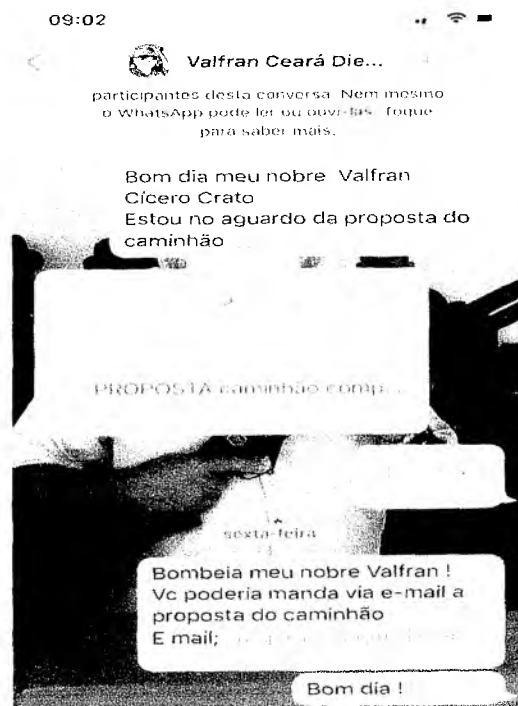 09:02
Valfran Ceará Die...
participantes desta conversa. Nem mesmo
o WhatsApp pode ler ou ouvi-las. Toque
para saber mais.
Bom dia meu nobre Valfran
Cícero Crato
Estou no aguardo da proposta do
caminhão
PROPOSTA caminhão comp...
sexta-feira
Bombeia meu nobre Valfran !
Vc poderia manda via e-mail a
proposta do caminhão
E mail;
Bom dia !